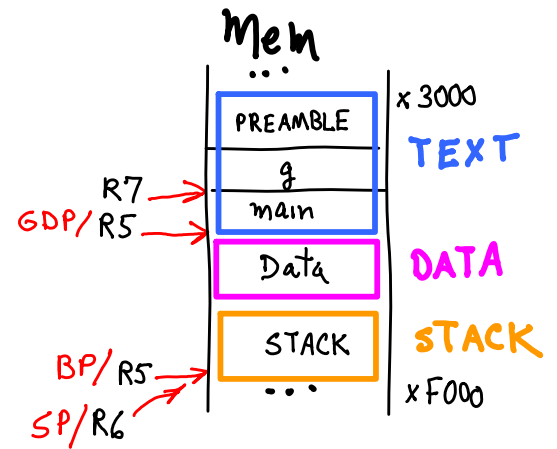 Mem
...
PREAMBLE
x3000
TEXT
g
R7
main
GDP/R5
Data
DATA
STACK
STACK
BP/R5
...
xF000
SP/R6